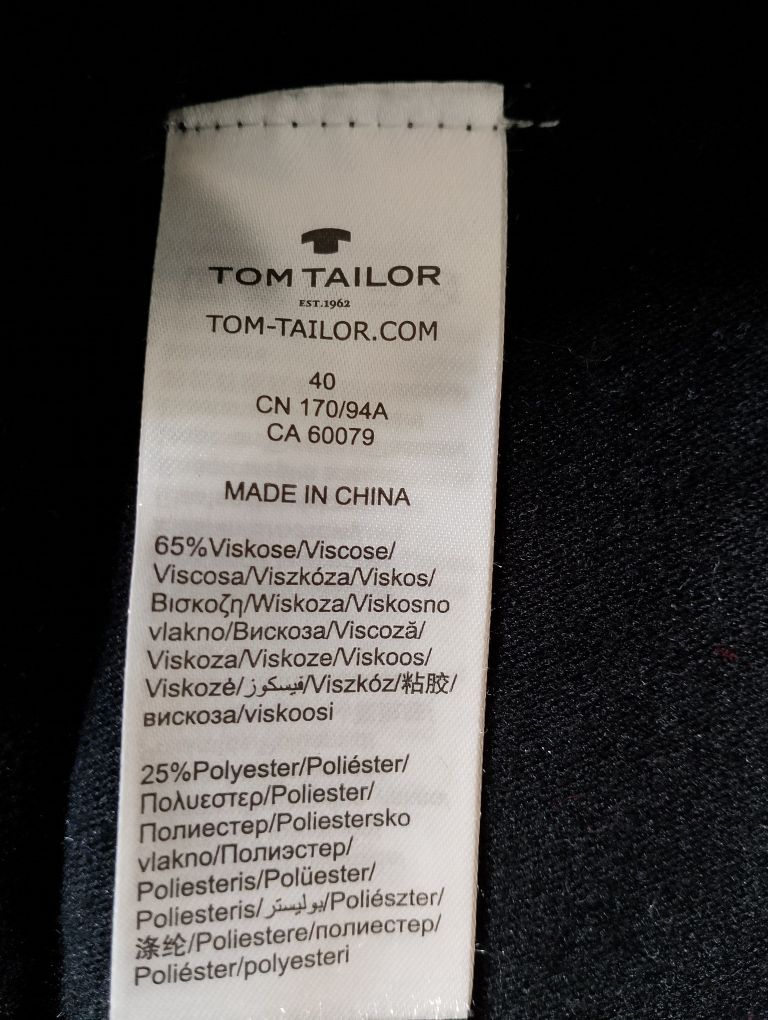 TOM TAILOR
EST.1962
TOM-TAILOR.COM
40
CN 170/94A
CA 60079
MADE IN CHINA
65%Viskose/Viscose/
Viscosa/Viszkóza/Viskos/
Βισκοζη/Wiskoza/Viskosno
vlakno/Вискоза/Viscoză/
Viskoza/Viskoze/Viskoos/
Viskozė/فيسكوز/Viszkóz/粘胶/
вискоза/viskoosi
25%Polyester/Poliéster/
Πολυεστερ/Poliester/
Полиестер/Poliestersko
vlakno/Полиэстер/
Poliesteris/Polüester/
Poliesteris/بوليستر/Poliészter/
涤纶/Poliestere/полиестер/
Poliéster/polyesteri